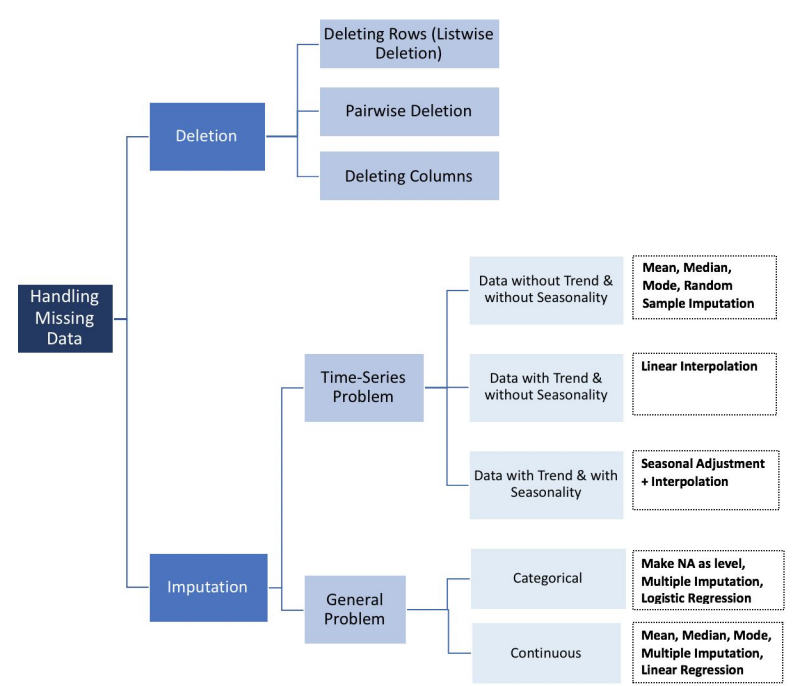 Deleting Rows (Listwise
Deletion)
Deletion
Pairwise Deletion
Deleting Columns
Handling
Missing
Data
Data without Trend &
without Seasonality
Mean, Median,
Mode, Random
Sample Imputation
Time-Series
Problem
Data with Trend &
without Seasonality
Linear Interpolation
Data with Trend & with
Seasonality
Seasonal Adjustment
+ Interpolation
Imputation
General
Problem
Categorical
Make NA as level,
Multiple Imputation,
Logistic Regression
Continuous
Mean, Median, Mode,
Multiple Imputation,
Linear Regression